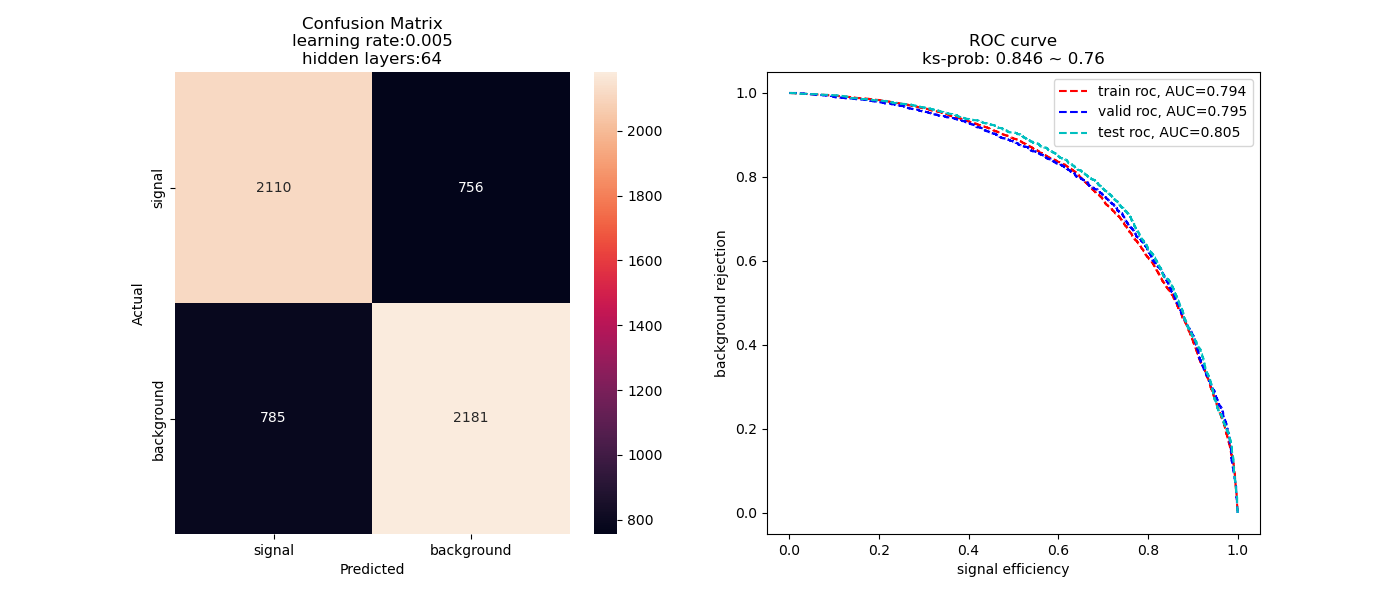 Confusion Matrix
learning rate:0.005
hidden layers:64
signal
background
Actual
2110
756
785
2181
signal
background
Predicted
2000
1800
1600
1400
1200
1000
800
ROC curve
ks-prob: 0.846 ~ 0.76
train roc, AUC=0.794
valid roc, AUC=0.795
test roc, AUC=0.805
background rejection
1.0
0.8
0.6
0.4
0.2
0.0
0.0
0.2
0.4
0.6
0.8
1.0
signal efficiency